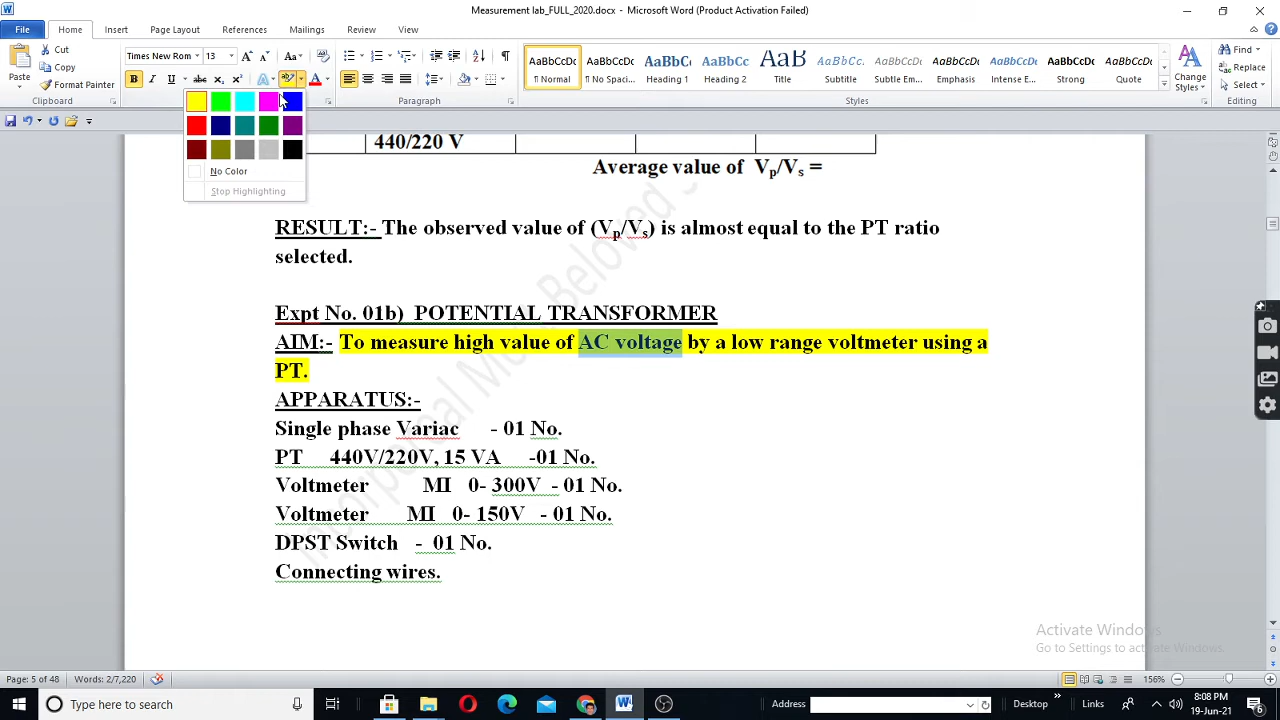 Measurement lab_FULL_2020.docx - Microsoft Word (Product Activation Failed)
File Home Insert Page Layout References Mailings Review View
Cut
Copy
Format Painter
Paste
Times New Rom 13
Find
Replace
Select
Change Styles
AaBbCcDc AaBbCcDc AaBbCc AaBbCc AaB AaBbCc. AaBbCcDc AaBbCcDc AaBbCcDc AaBbCcDc
¶ Normal ¶ No Spaci... Heading 1 Heading 2 Title Subtitle Subtle Em... Emphasis Intense E... Strong Quote
Clipboard Paragraph Styles Editing
No Color
Stop Highlighting
440/220 V
Average value of Vp/Vs =
RESULT:- The observed value of (Vp/Vs) is almost equal to the PT ratio
selected.
Expt No. 01b) POTENTIAL TRANSFORMER
AIM:- To measure high value of AC voltage by a low range voltmeter using a
PT.
APPARATUS:-
Single phase Variac - 01 No.
PT 440V/220V, 15 VA -01 No.
Voltmeter MI 0- 300V - 01 No.
Voltmeter MI 0- 150V - 01 No.
DPST Switch - 01 No.
Connecting wires.
Activate Windows
Go to Settings to activate Windows.
Page: 5 of 48 Words: 2/7,220 156%
Type here to search
Address
Desktop
Links
8:08 PM
19-Jun-21